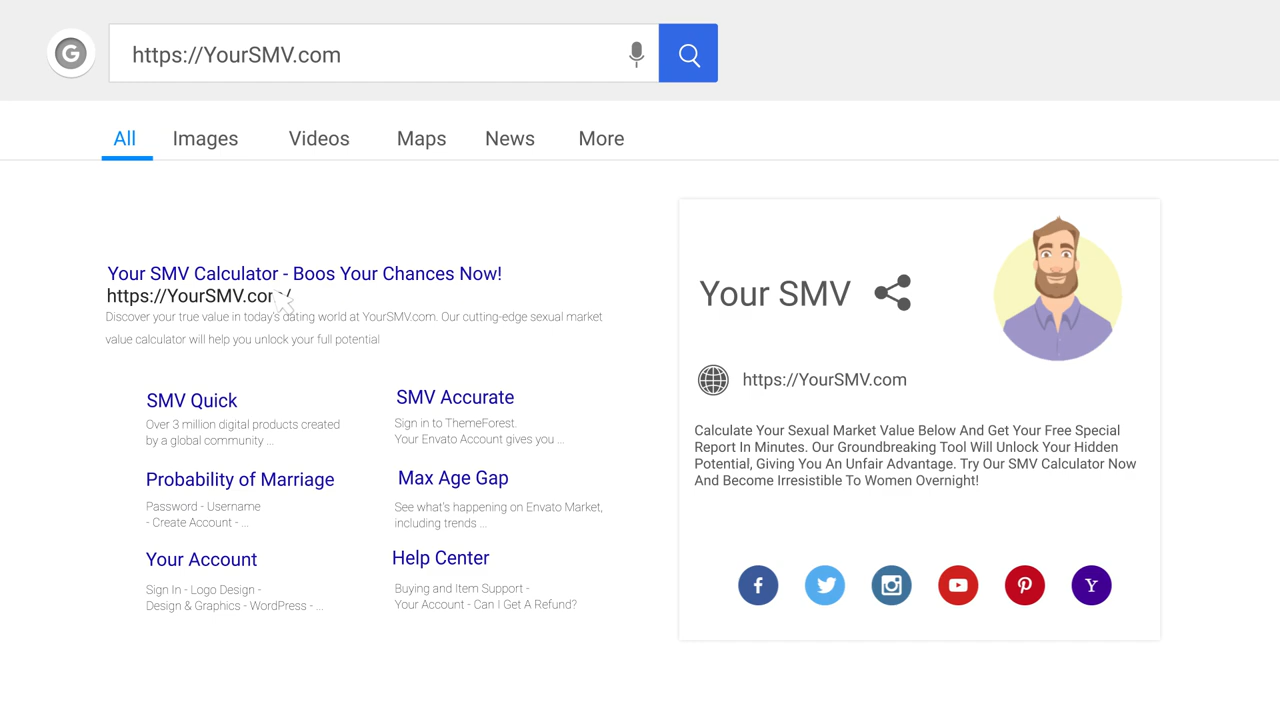 G
https://YourSMV.com
All Images Videos Maps News More
Your SMV Calculator - Boos Your Chances Now!
https://YourSMV.com/
Discover your true value in today's dating world at YourSMV.com. Our cutting-edge sexual market
value calculator will help you unlock your full potential
SMV Quick
Over 3 million digital products created
by a global community ...
SMV Accurate
Sign in to ThemeForest.
Your Envato Account gives you ...
Probability of Marriage
Password - Username
- Create Account - ...
Max Age Gap
See what's happening on Envato Market,
including trends ...
Your Account
Sign In - Logo Design -
Design & Graphics - WordPress - ...
Help Center
Buying and Item Support -
Your Account - Can I Get A Refund?
Your SMV
https://YourSMV.com
Calculate Your Sexual Market Value Below And Get Your Free Special
Report In Minutes. Our Groundbreaking Tool Will Unlock Your Hidden
Potential, Giving You An Unfair Advantage. Try Our SMV Calculator Now
And Become Irresistible To Women Overnight!